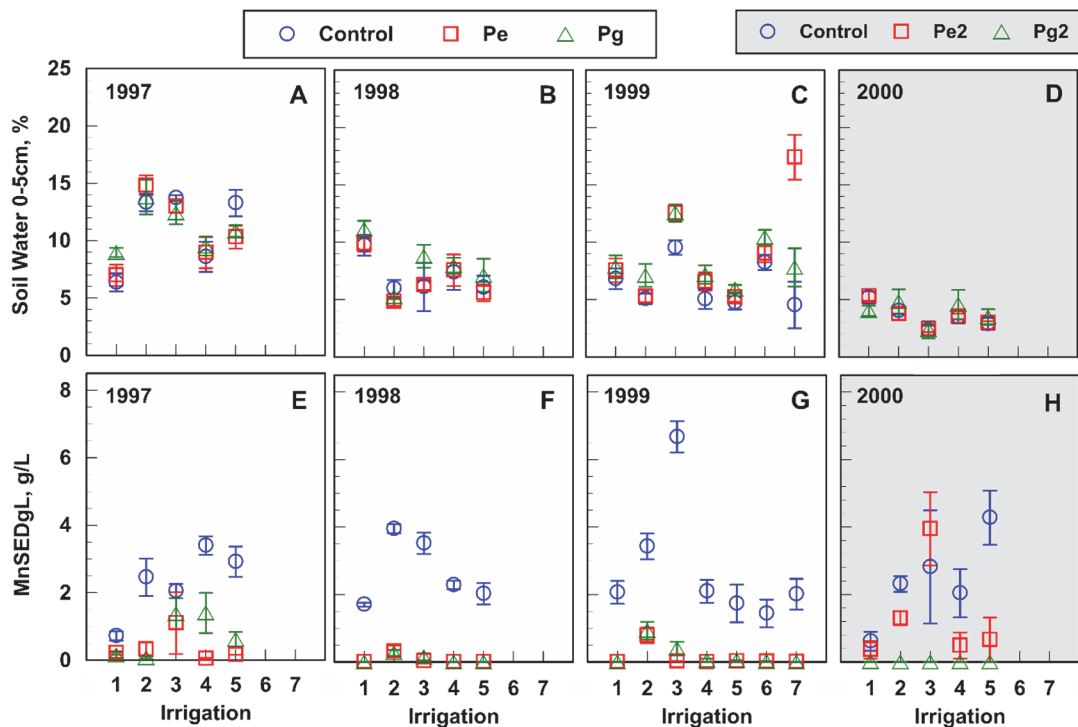 Control Pe Pg
Control Pe2 Pg2
Soil Water 0-5cm, %
25
20
15
10
5
0
1997 A
1998 B
1999 C
2000 D
MnSEDgL, g/L
8
6
4
2
0
1997 E
1998 F
1999 G
2000 H
1 2 3 4 5 6 7
1 2 3 4 5 6 7
1 2 3 4 5 6 7
1 2 3 4 5 6 7
Irrigation
Irrigation
Irrigation
Irrigation